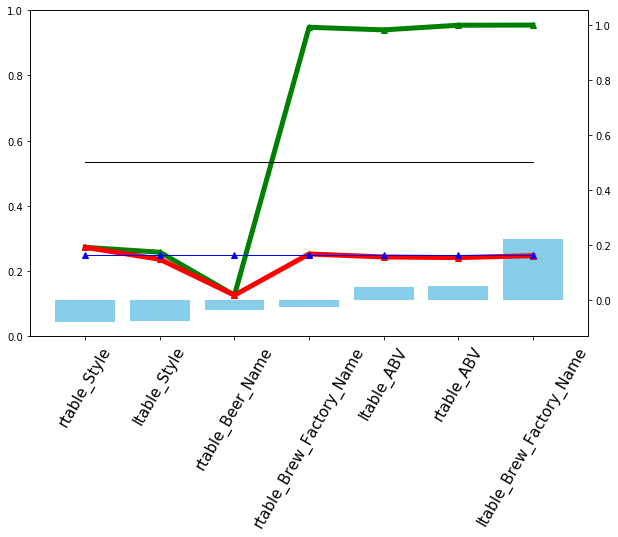 1.0
0.8
0.6
0.4
0.2
0.0
1.0
0.8
0.6
0.4
0.2
0.0
rtable_Style
ltable_Style
rtable_Beer_Name
rtable_Brew_Factory_Name
ltable_ABV
rtable_ABV
ltable_Brew_Factory_Name